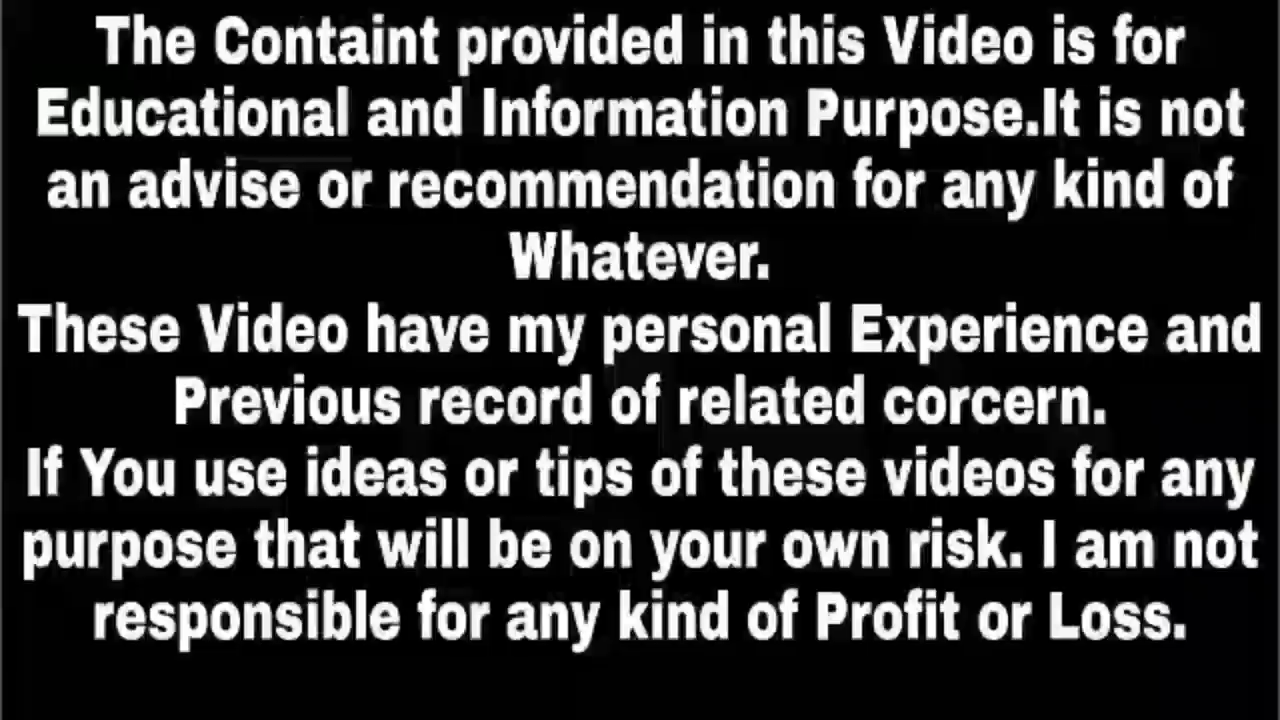 The Containt provided in this Video is for
Educational and Information Purpose.It is not
an advise or recommendation for any kind of
Whatever.
These Video have my personal Experience and
Previous record of related corcern.
If You use ideas or tips of these videos for any
purpose that will be on your own risk. I am not
responsible for any kind of Profit or Loss.